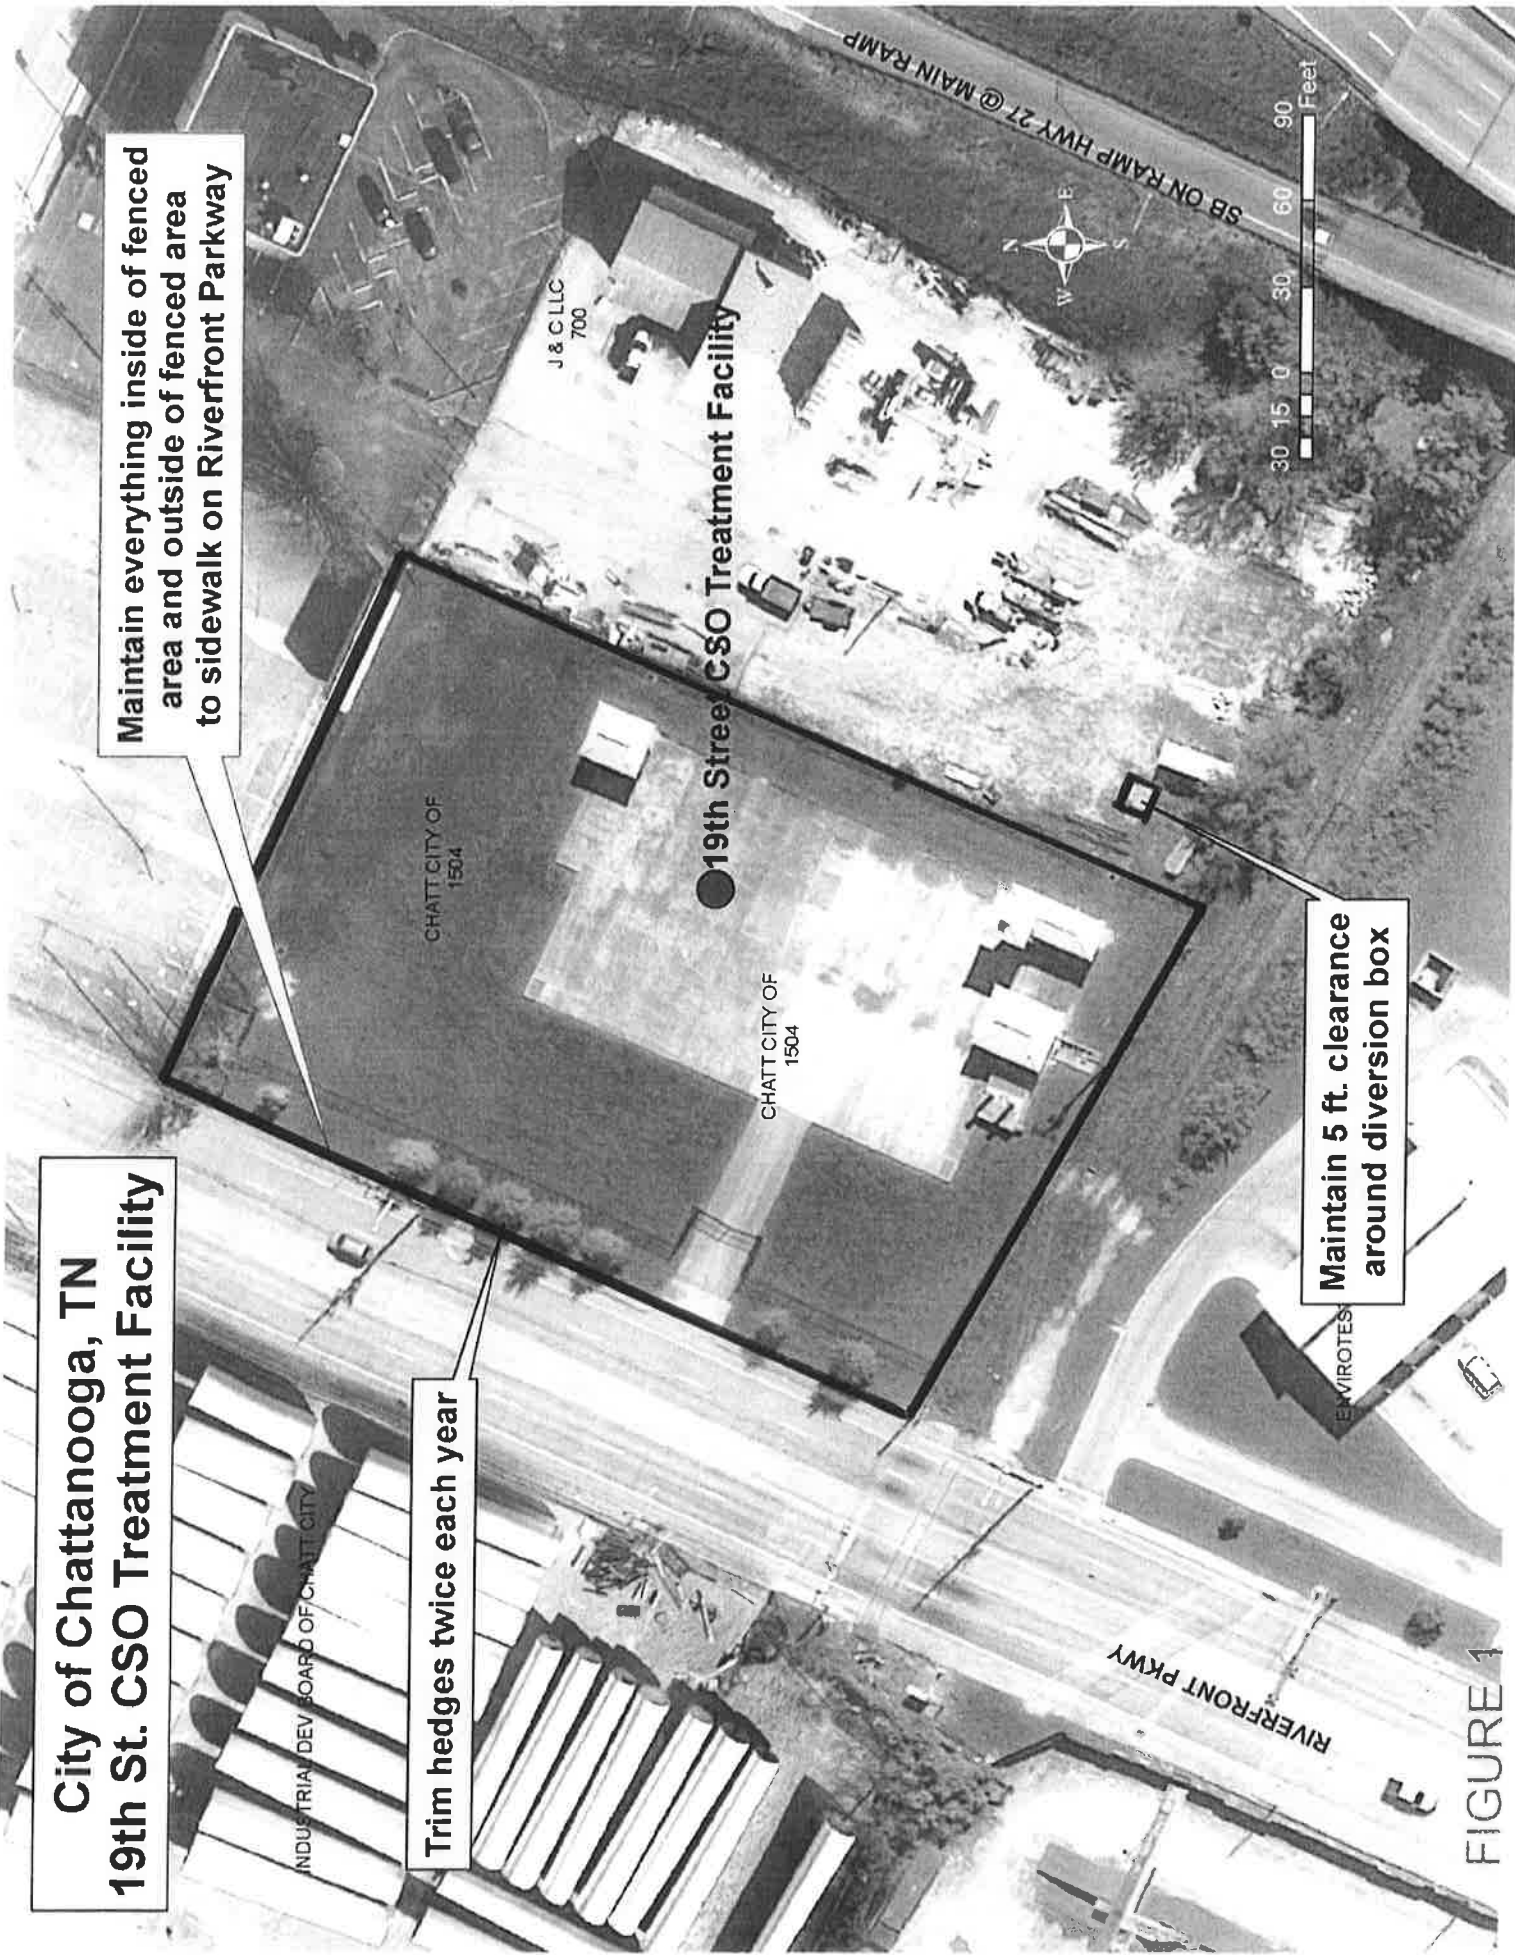 City of Chattanooga, TN
19th St. CSO Treatment Facility
Maintain everything inside of fenced
area and outside of fenced area
to sidewalk on Riverfront Parkway
Trim hedges twice each year
INDUSTRIAL DEV BOARD OF CHATT CITY
CHATT CITY OF
1504
J & C LLC
700
19th Street CSO Treatment Facility
CHATT CITY OF
1504
SB ON RAMP HWY 27 @ MAIN RAMP
N
W
E
S
30 15 0 30 60 90
Feet
Maintain 5 ft. clearance
around diversion box
ENVIROTES
RIVERFRONT PKWY
FIGURE 1